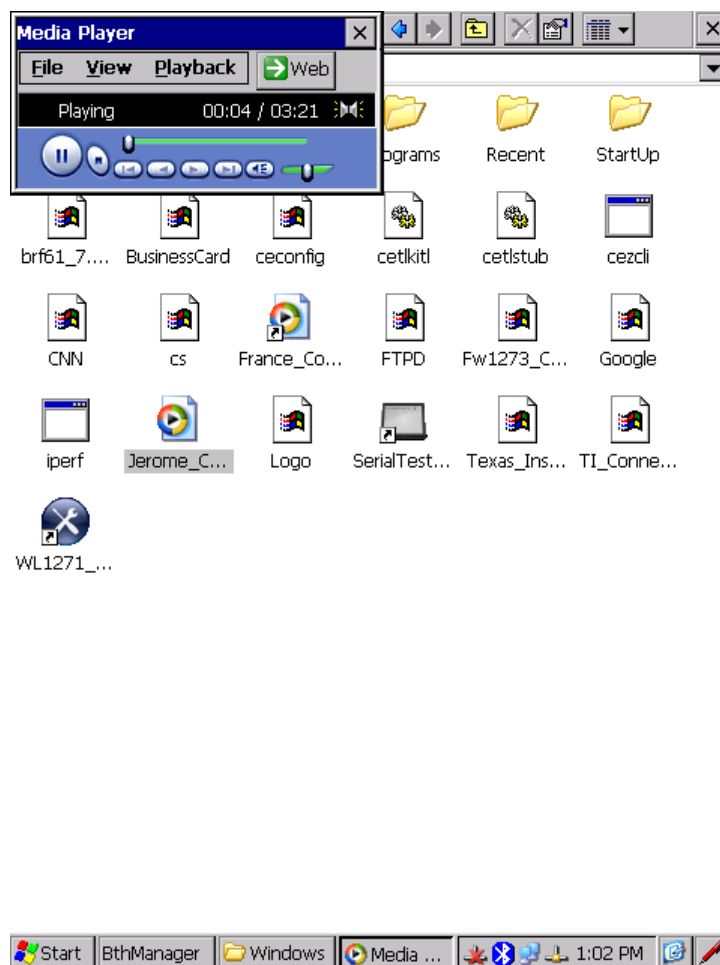 Media Player
File View Playback Web
Playing 00:04 / 03:21
ograms Recent StartUp
brf61_7.... BusinessCard ceconfig cetlkitl cetlstub cezcli
CNN cs France_Co... FTPD Fw1273_C... Google
iperf Jerome_C... Logo SerialTest... Texas_Ins... TI_Conne...
WL1271_...
Start BthManager Windows Media ... 1:02 PM